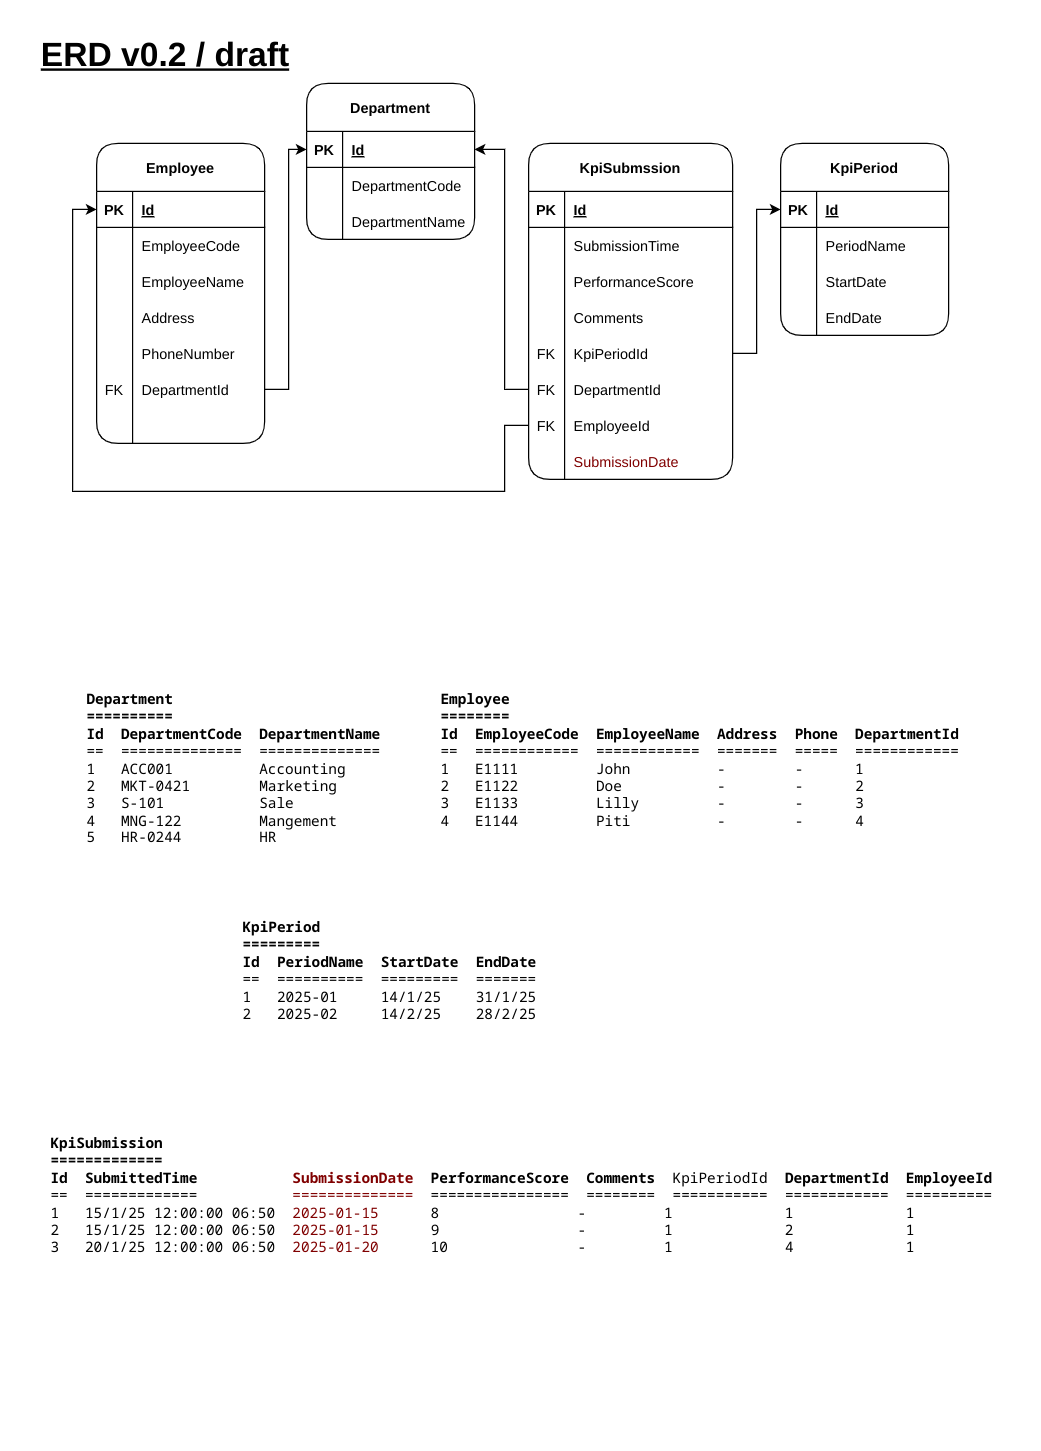 ERD v0.2 / draft
Department
PK Id
DepartmentCode
DepartmentName
Employee
PK Id
EmployeeCode
EmployeeName
Address
PhoneNumber
FK DepartmentId
KpiSubmssion
PK Id
SubmissionTime
PerformanceScore
Comments
FK KpiPeriodId
FK DepartmentId
FK EmployeeId
SubmissionDate
KpiPeriod
PK Id
PeriodName
StartDate
EndDate
Department
==========
Id DepartmentCode DepartmentName
== ============== ==============
1 ACC001 Accounting
2 MKT-0421 Marketing
3 S-101 Sale
4 MNG-122 Mangement
5 HR-0244 HR
Employee
========
Id EmployeeCode EmployeeName Address Phone DepartmentId
== ============ ============ ======= ===== ============
1 E1111 John - - 1
2 E1122 Doe - - 2
3 E1133 Lilly - - 3
4 E1144 Piti - - 4
KpiPeriod
=========
Id PeriodName StartDate EndDate
== ========== ========= =======
1 2025-01 14/1/25 31/1/25
2 2025-02 14/2/25 28/2/25
KpiSubmission
=============
Id SubmittedTime SubmissionDate PerformanceScore Comments KpiPeriodId DepartmentId EmployeeId
== ============= ============== ================ ======== =========== ============ ==========
1 15/1/25 12:00:00 06:50 2025-01-15 8 - 1 1 1
2 15/1/25 12:00:00 06:50 2025-01-15 9 - 1 2 1
3 20/1/25 12:00:00 06:50 2025-01-20 10 - 1 4 1